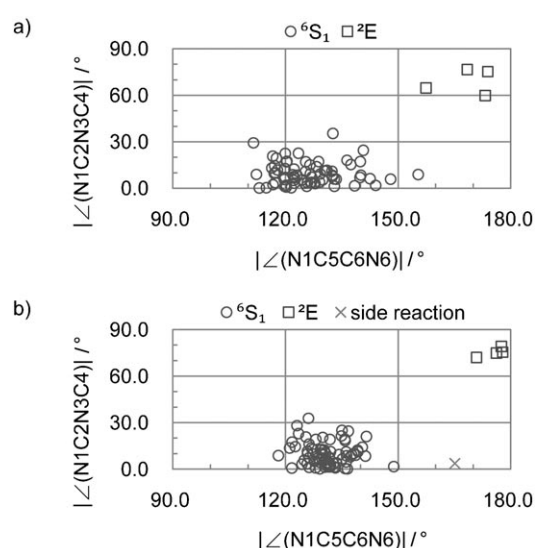 a)
○ ⁶S₁ □ ²E
90.0
60.0
30.0
0.0
|∠(N1C2N3C4)| / °
90.0 120.0 150.0 180.0
|∠(N1C5C6N6)| / °
b)
○ ⁶S₁ □ ²E × side reaction
90.0
60.0
30.0
0.0
|∠(N1C2N3C4)| / °
90.0 120.0 150.0 180.0
|∠(N1C5C6N6)| / °